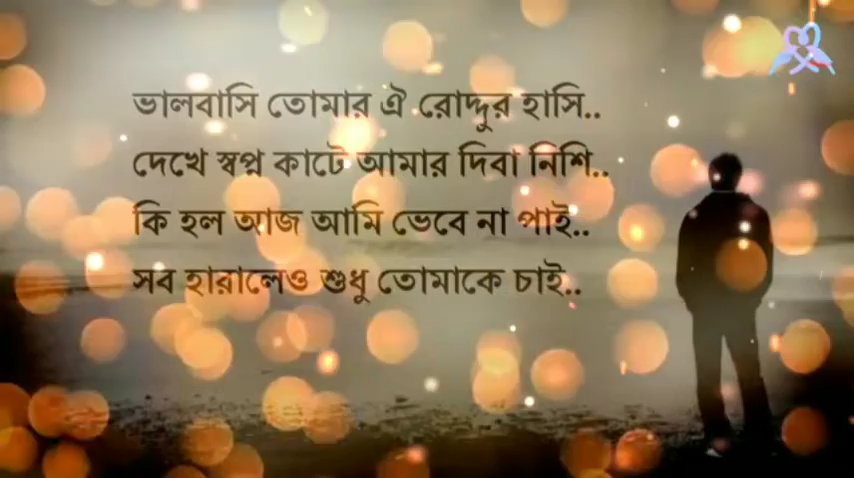 ভালবাসি তোমার ঐ রোদ্দুর হাসি..
দেখে স্বপ্ন কাটে আমার দিবা নিশি..
কি হল আজ আমি ভেবে না পাই..
সব হারালেও শুধু তোমাকে চাই..